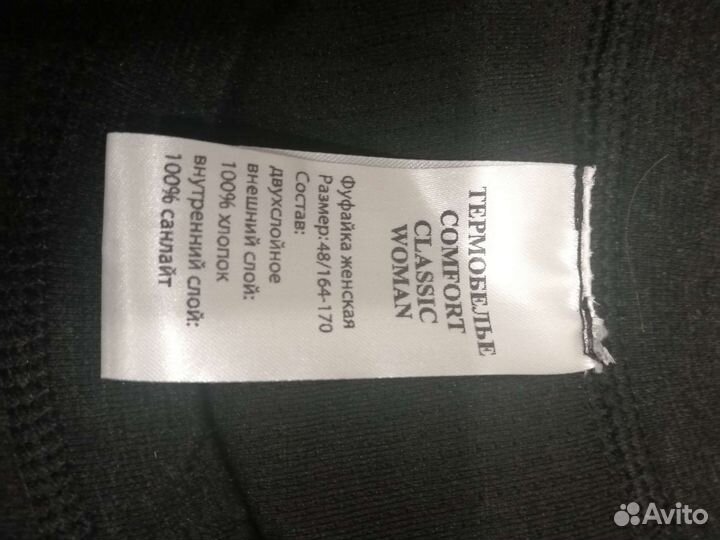 ТЕРМОБЕЛЬЕ
COMFORT
CLASSIC
WOMAN
Фуфайка женская
Размер:48/164-170
Состав:
двухслойное
внешний слой:
100% хлопок
внутренний слой:
100% санлайт
Avito